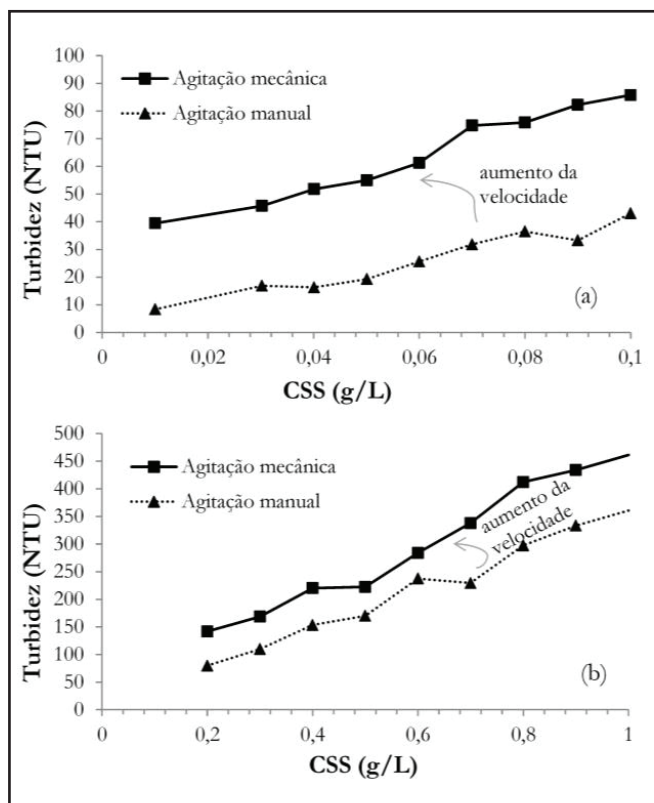 100
90
80
70
60
50
40
30
20
10
0
Turbidez (NTU)
Agitação mecânica
Agitação manual
aumento da
velocidade
(a)
0
0,02
0,04
0,06
0,08
0,1
CSS (g/L)
500
450
400
350
300
250
200
150
100
50
0
Turbidez (NTU)
Agitação mecânica
Agitação manual
aumento da
velocidade
(b)
0
0,2
0,4
0,6
0,8
1
CSS (g/L)